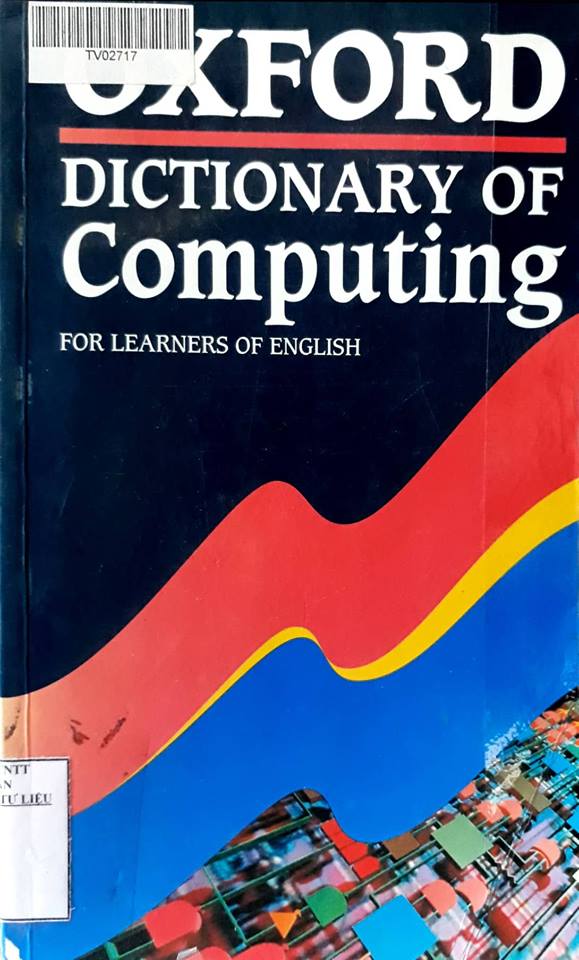 TV02717
OXFORD
DICTIONARY OF
Computing
FOR LEARNERS OF ENGLISH
NTT
TƯ LIỆU